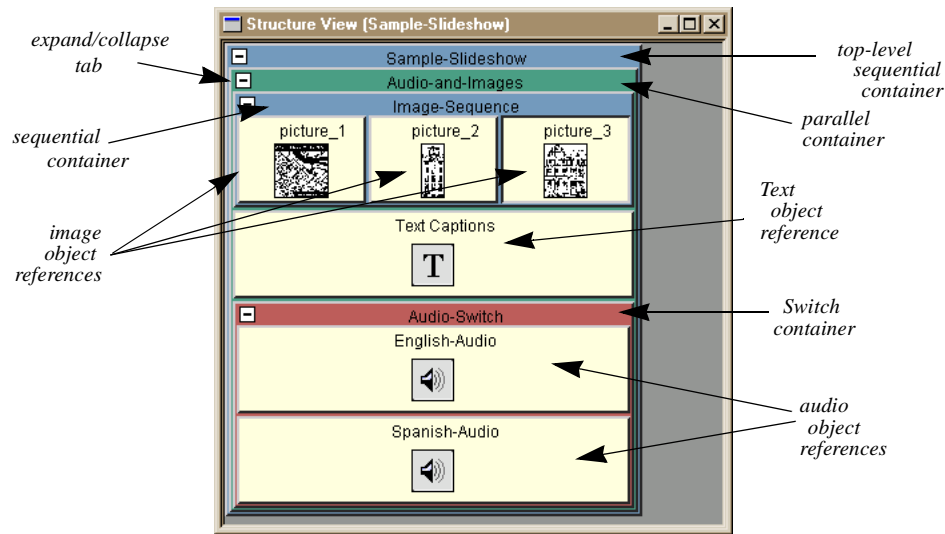 Structure View (Sample-Slideshow)
expand/collapse
tab
Sample-Slideshow
top-level
sequential
container
Audio-and-Images
Image-Sequence
parallel
container
sequential
container
picture_1
picture_2
picture_3
image
object
references
Text
object
reference
Text Captions
T
Audio-Switch
Switch
container
English-Audio
audio
object
references
Spanish-Audio